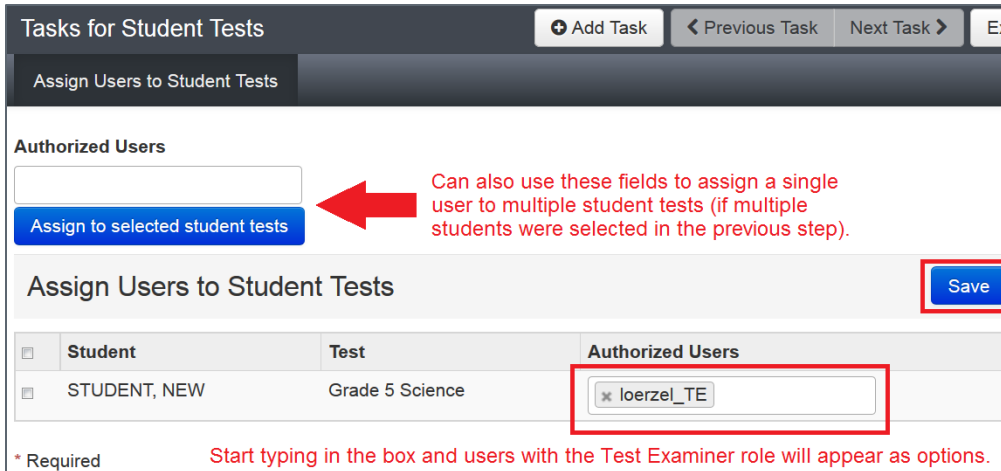 Tasks for Student Tests
Add Task
Previous Task
Next Task
Assign Users to Student Tests
Authorized Users
Can also use these fields to assign a single
user to multiple student tests (if multiple
students were selected in the previous step).
Assign to selected student tests
Assign Users to Student Tests
Save
Student Test Authorized Users
STUDENT, NEW Grade 5 Science × loerzel_TE
* Required
Start typing in the box and users with the Test Examiner role will appear as options.